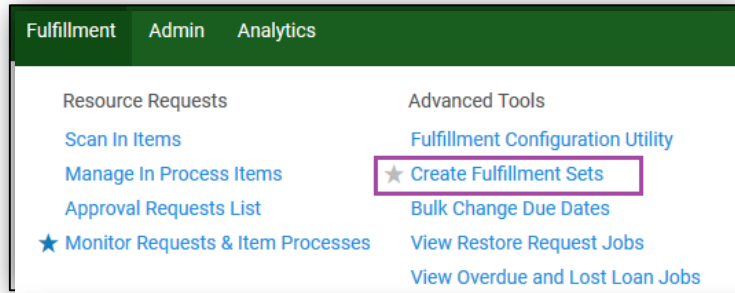 Fulfillment Admin Analytics
Resource Requests
Scan In Items
Manage In Process Items
Approval Requests List
Monitor Requests & Item Processes
Advanced Tools
Fulfillment Configuration Utility
Create Fulfillment Sets
Bulk Change Due Dates
View Restore Request Jobs
View Overdue and Lost Loan Jobs